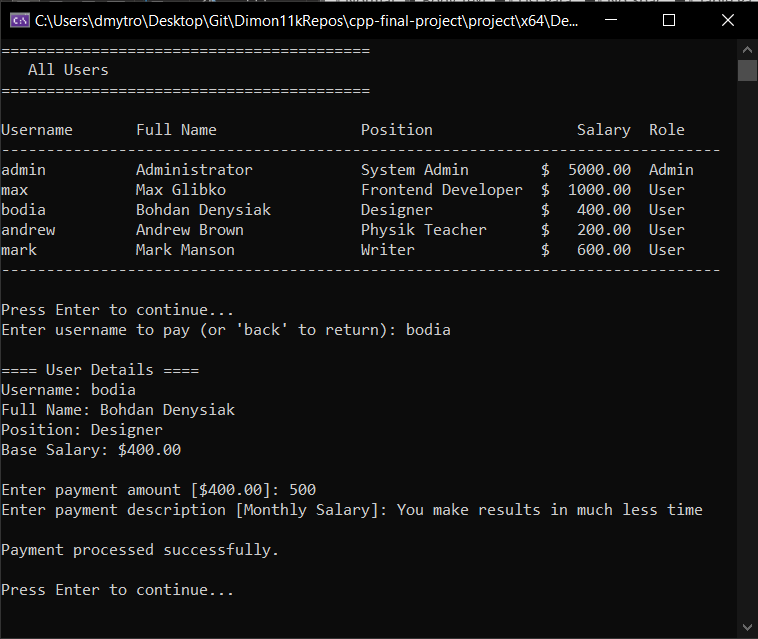 C:\Users\dmytro\Desktop\Git\Dimon11kRepos\cpp-final-project\project\x64\De...
=========================================
   All Users
=========================================
Username       Full Name                Position                Salary  Role
--------------------------------------------------------------------------------
admin          Administrator            System Admin        $  5000.00  Admin
max            Max Glibko               Frontend Developer  $  1000.00  User
bodia          Bohdan Denysiak          Designer            $   400.00  User
andrew         Andrew Brown             Physik Teacher      $   200.00  User
mark           Mark Manson              Writer              $   600.00  User
--------------------------------------------------------------------------------
Press Enter to continue...
Enter username to pay (or 'back' to return): bodia
==== User Details ====
Username: bodia
Full Name: Bohdan Denysiak
Position: Designer
Base Salary: $400.00
Enter payment amount [$400.00]: 500
Enter payment description [Monthly Salary]: You make results in much less time
Payment processed successfully.
Press Enter to continue...